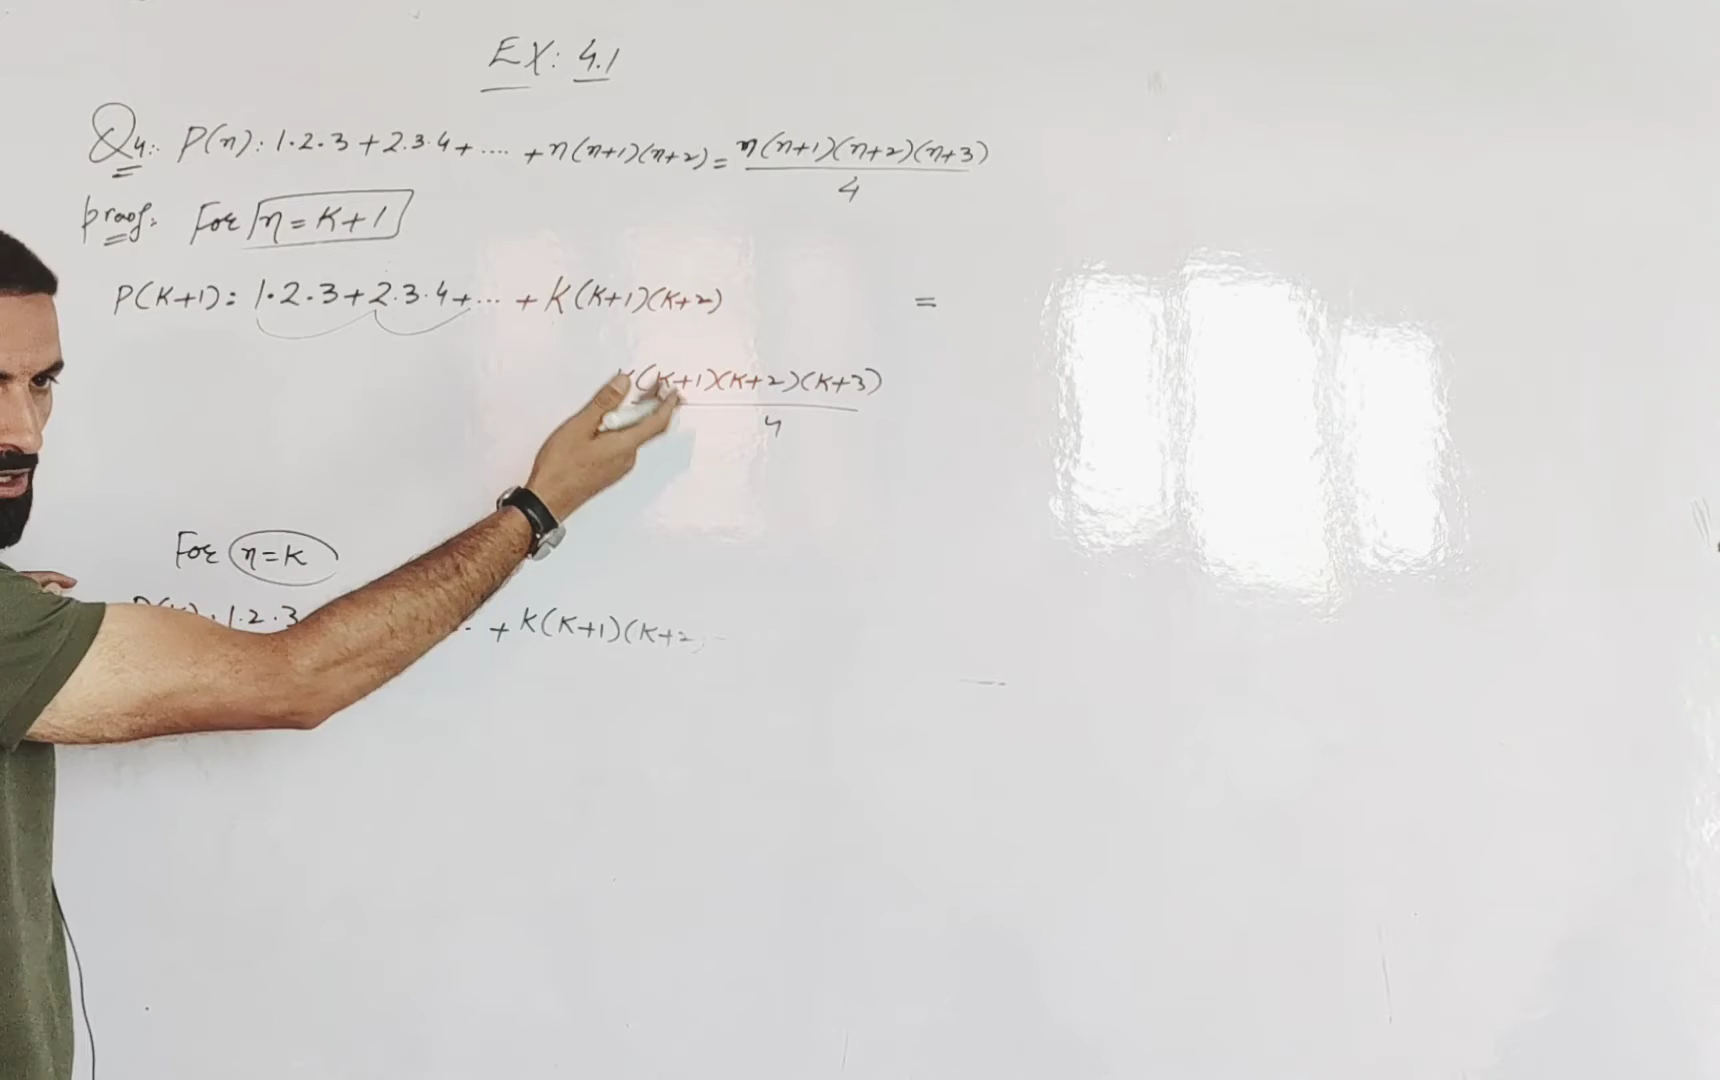 EX: 4.1
Q4:. P(n): 1.2.3 + 2.3.4 + .... + n(n+1)(n+2) = n(n+1)(n+2)(n+3)
4
Proof: For n = K+1
P(K+1): 1.2.3 + 2.3.4 + ... + K(K+1)(K+2) =
(K+1)(K+2)(K+3)
4
For n=K
1.2.3 . + K(K+1)(K+2